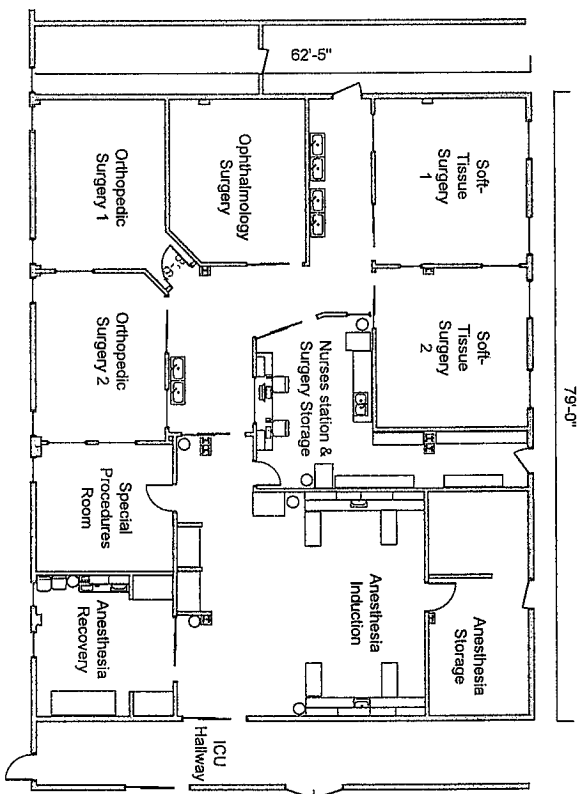 62'-5"
79'-0"
Orthopedic
Surgery 1
Ophthalmology
Surgery
Soft-
Tissue
Surgery
1
Orthopedic
Surgery 2
Nurses station &
Surgery Storage
Soft-
Tissue
Surgery
2
Special
Procedures
Room
Anesthesia
Recovery
Anesthesia
Induction
Anesthesia
Storage
ICU
Hallway